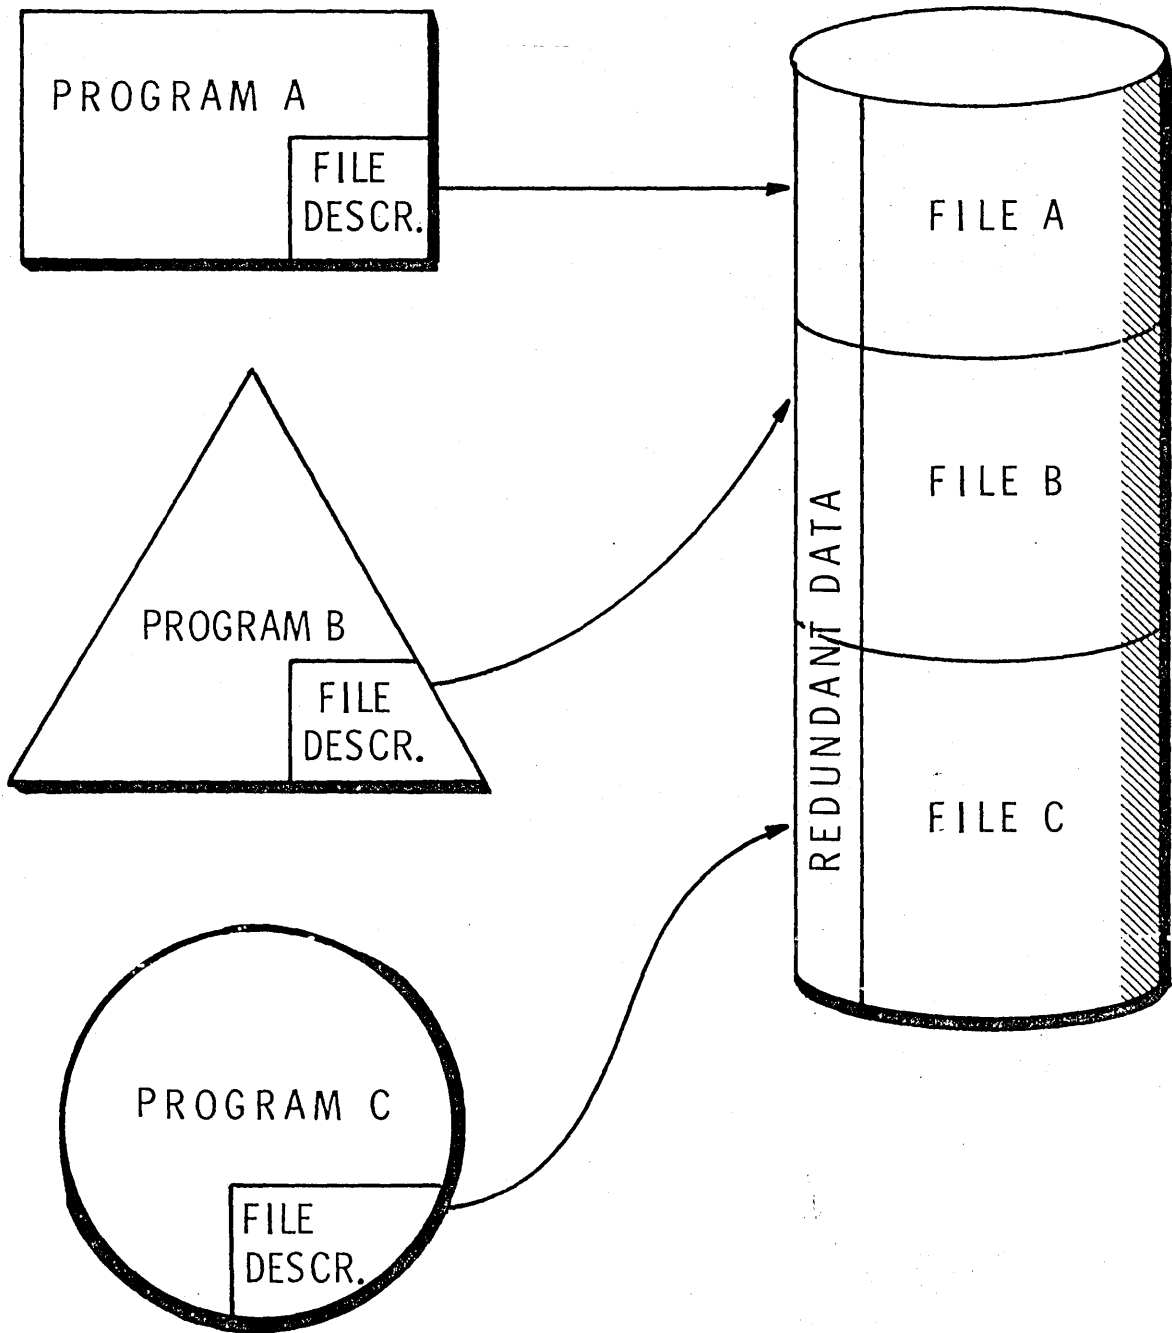 PROGRAM A
FILE
DESCR.
FILE A
PROGRAM B
FILE
DESCR.
FILE B
REDUNDANT DATA
FILE C
PROGRAM C
FILE
DESCR.